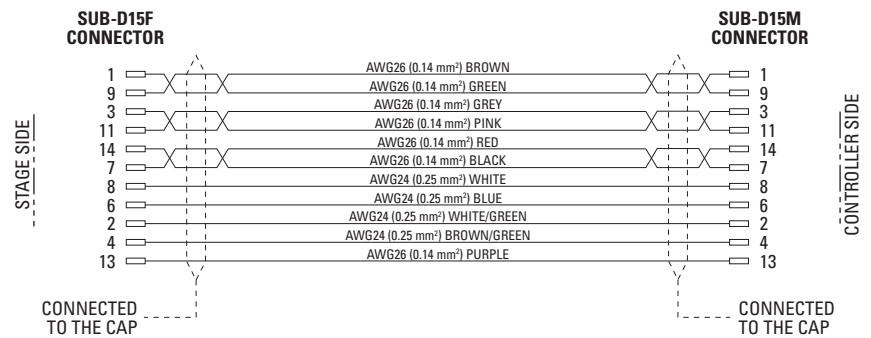 SUB-D15F
CONNECTOR
SUB-D15M
CONNECTOR
1 AWG26 (0.14 mm²) BROWN 1
9 AWG26 (0.14 mm²) GREEN 9
3 AWG26 (0.14 mm²) GREY 3
11 AWG26 (0.14 mm²) PINK 11
14 AWG26 (0.14 mm²) RED 14
7 AWG26 (0.14 mm²) BLACK 7
8 AWG24 (0.25 mm²) WHITE 8
6 AWG24 (0.25 mm²) BLUE 6
2 AWG24 (0.25 mm²) WHITE/GREEN 2
4 AWG24 (0.25 mm²) BROWN/GREEN 4
13 AWG26 (0.14 mm²) PURPLE 13
STAGE SIDE
CONTROLLER SIDE
CONNECTED
TO THE CAP
CONNECTED
TO THE CAP